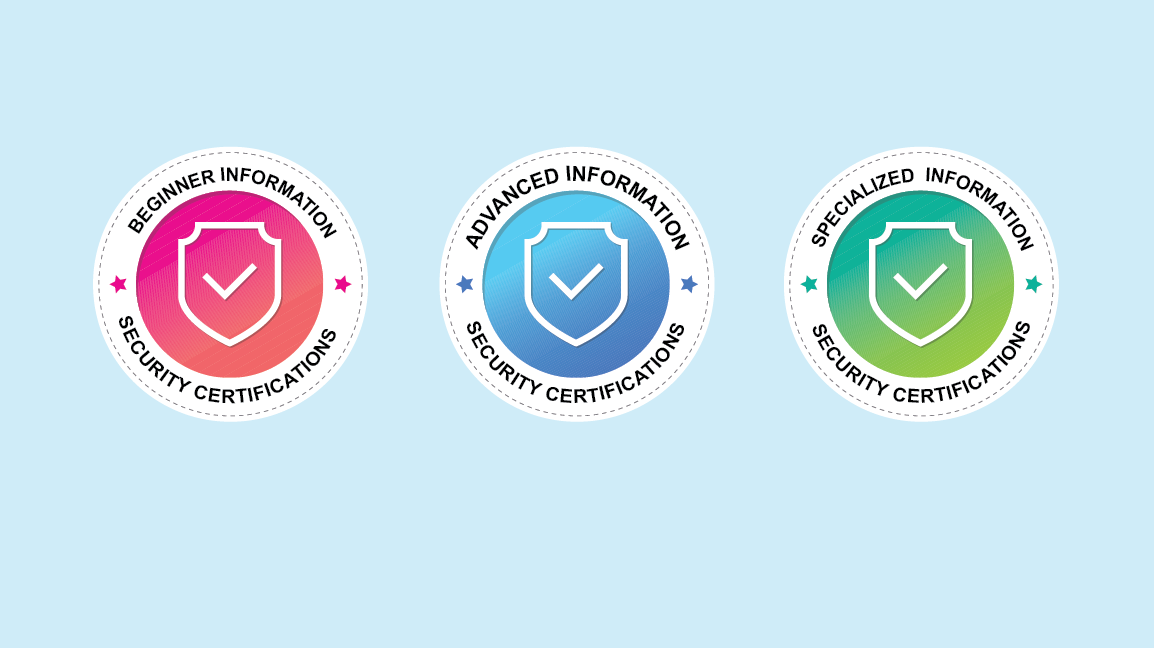 BEGINNER INFORMATION
SECURITY CERTIFICATIONS
ADVANCED INFORMATION
SECURITY CERTIFICATIONS
SPECIALIZED INFORMATION
SECURITY CERTIFICATIONS